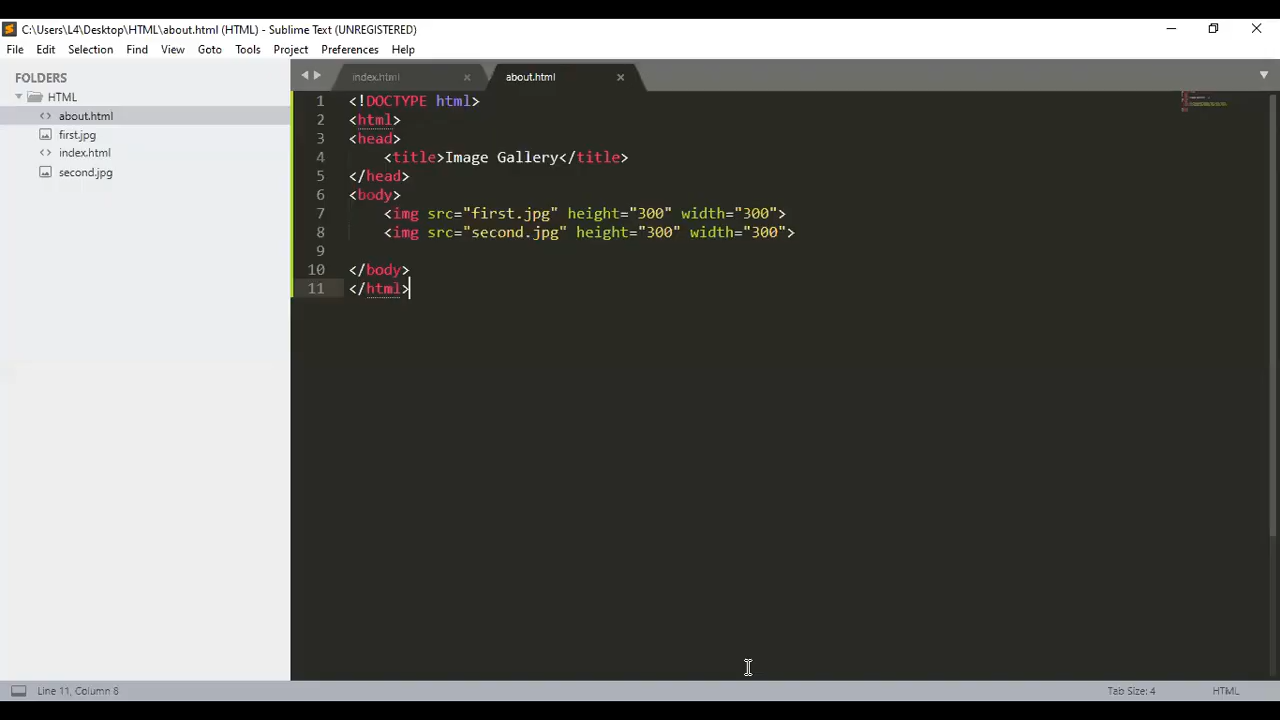 C:\Users\L4\Desktop\HTML\about.html (HTML) - Sublime Text (UNREGISTERED)
File Edit Selection Find View Goto Tools Project Preferences Help
FOLDERS
HTML
about.html
first.jpg
index.html
second.jpg
index.html about.html
1 <!DOCTYPE html>
2 <html>
3 <head>
4 <title>Image Gallery</title>
5 </head>
6 <body>
7 <img src="first.jpg" height="300" width="300">
8 <img src="second.jpg" height="300" width="300">
9
10 </body>
11 </html>
Line 11, Column 8 Tab Size: 4 HTML